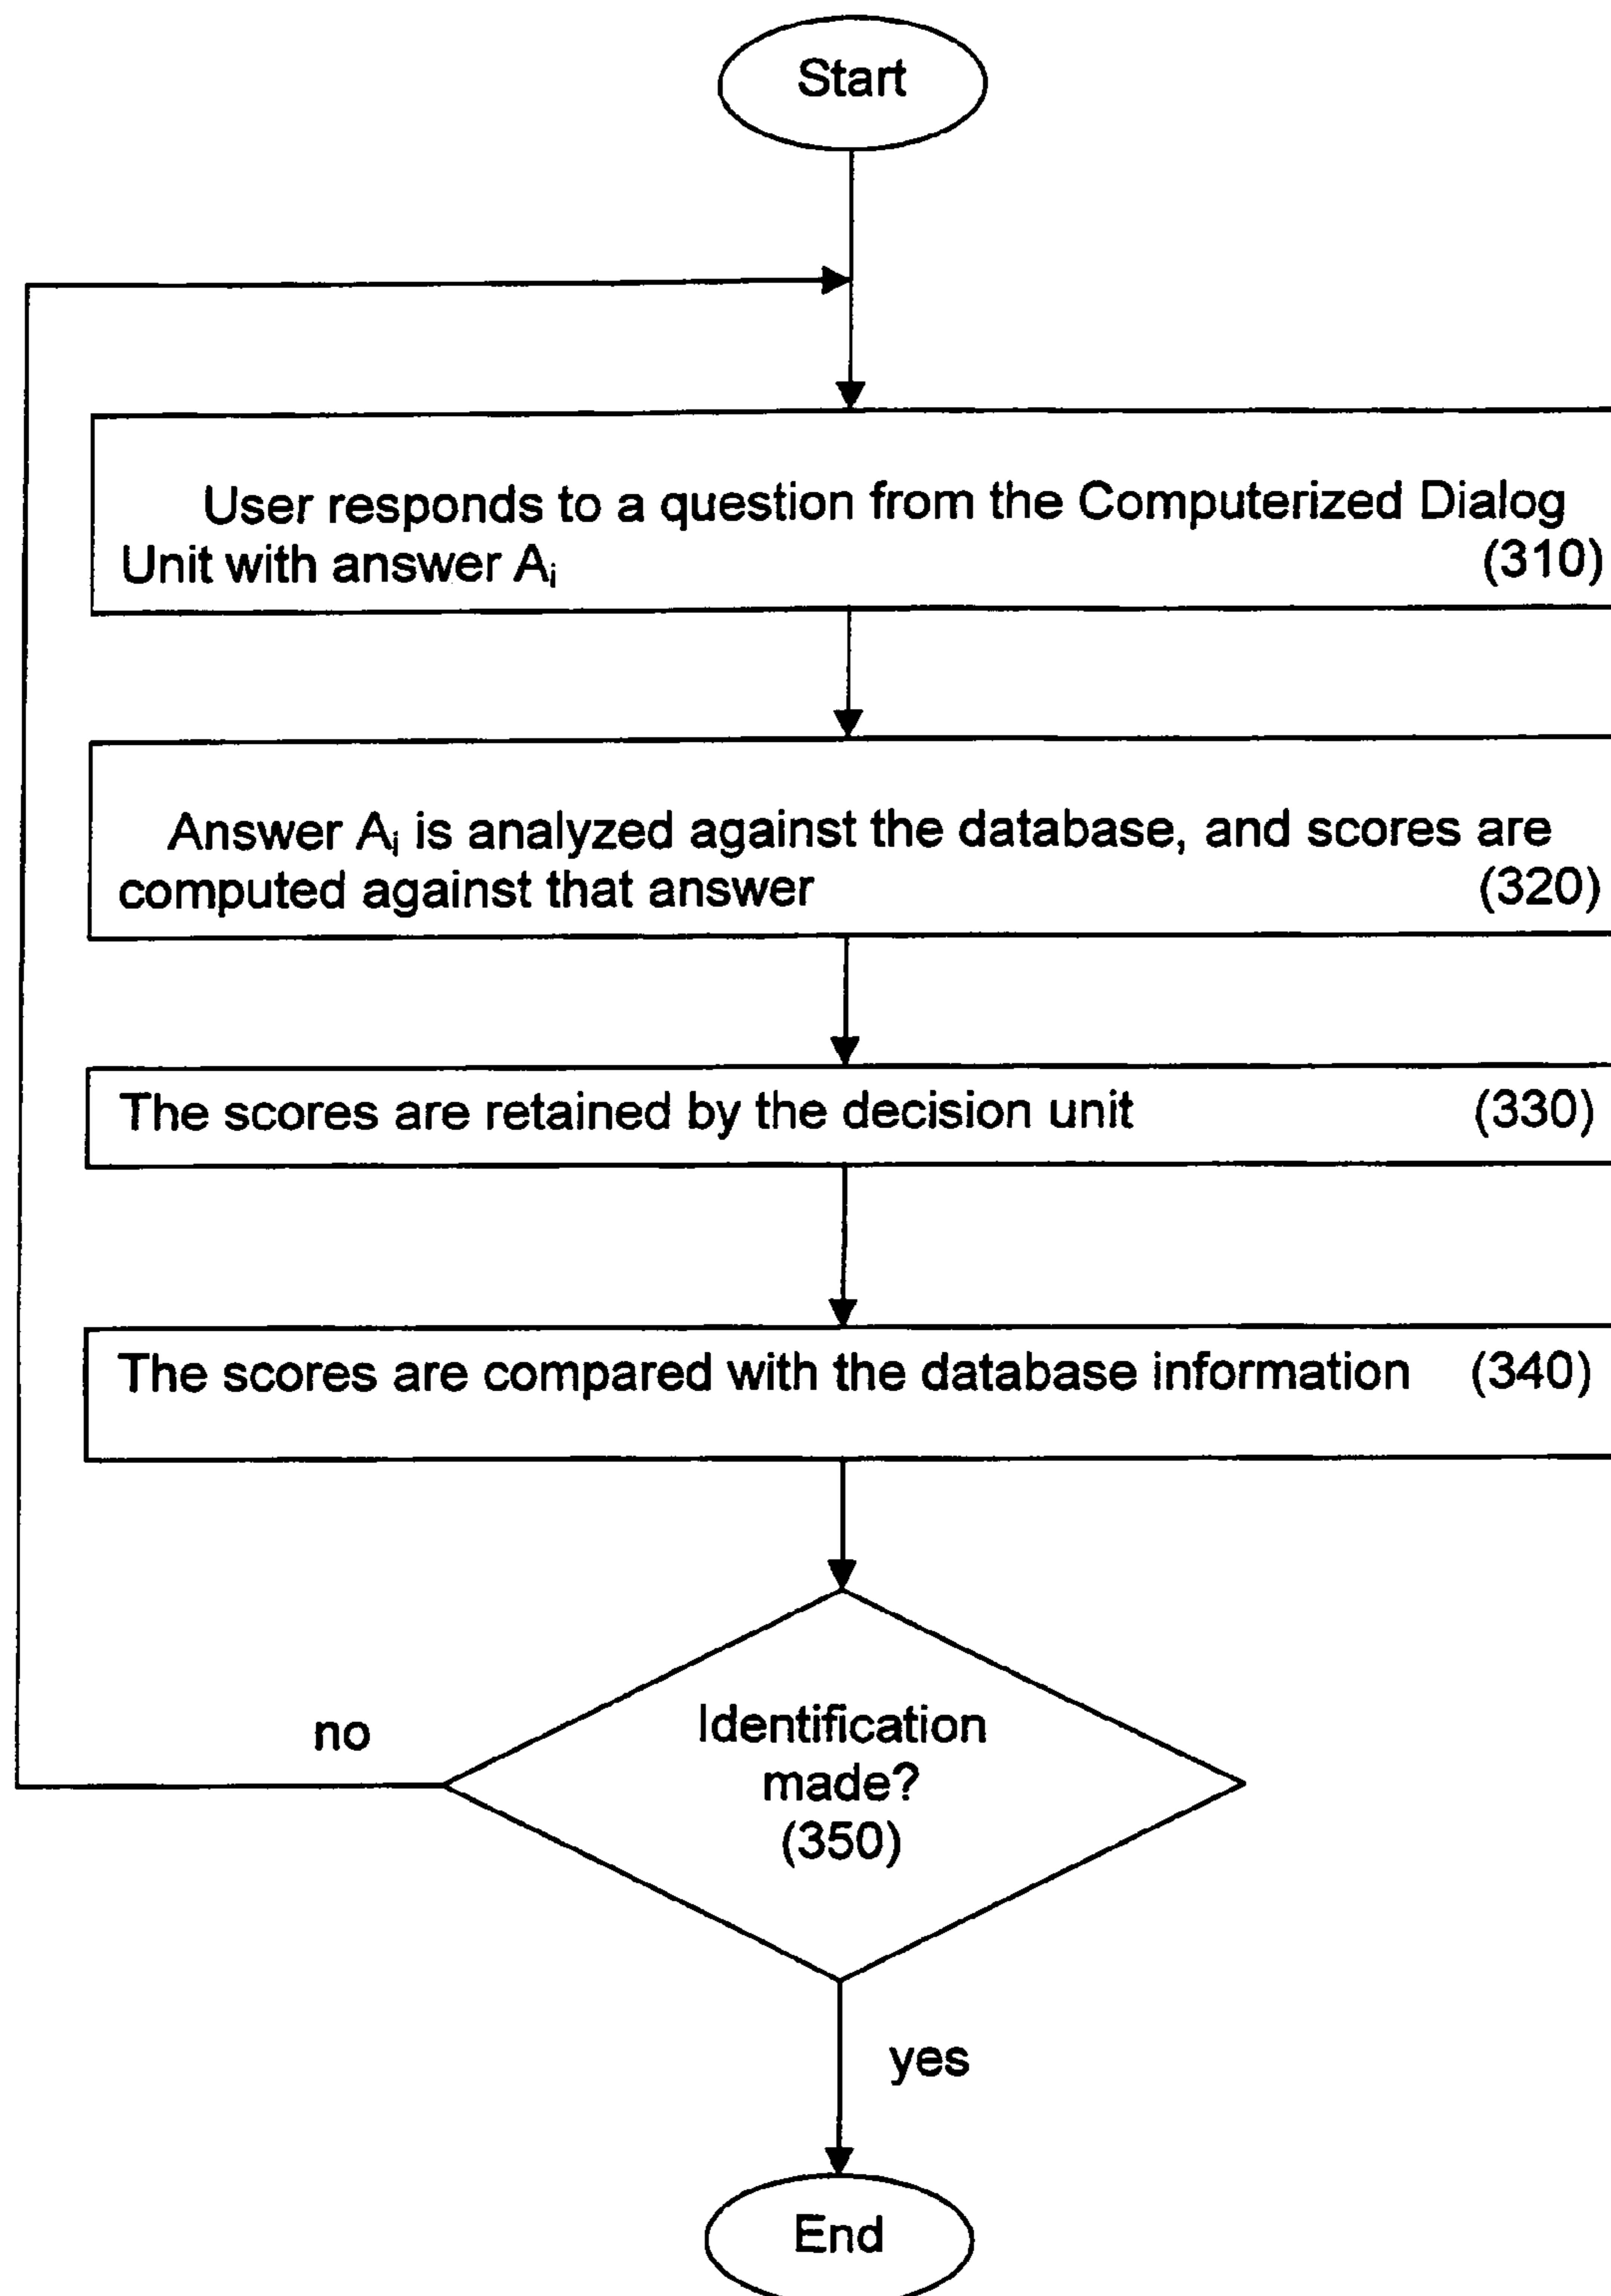 Start
User responds to a question from the Computerized Dialog
Unit with answer Aᵢ (310)
Answer Aᵢ is analyzed against the database, and scores are
computed against that answer (320)
The scores are retained by the decision unit (330)
The scores are compared with the database information (340)
Identification
made?
(350)
no
yes
End